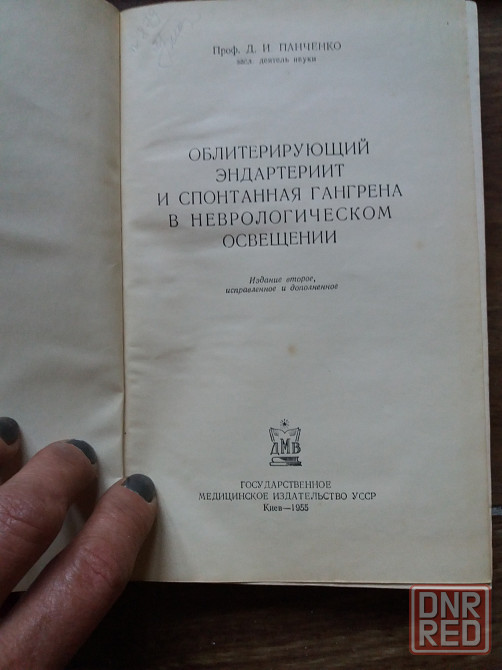 Проф. Д. И. ПАНЧЕНКО
засл. деятель науки
ОБЛИТЕРИРУЮЩИЙ
ЭНДАРТЕРИИТ
И СПОНТАННАЯ ГАНГРЕНА
В НЕВРОЛОГИЧЕСКОМ
ОСВЕЩЕНИИ
Издание второе,
исправленное и дополненное
ДМВ
ГОСУДАРСТВЕННОЕ
МЕДИЦИНСКОЕ ИЗДАТЕЛЬСТВО УССР
Киев—1955
DNR
RED